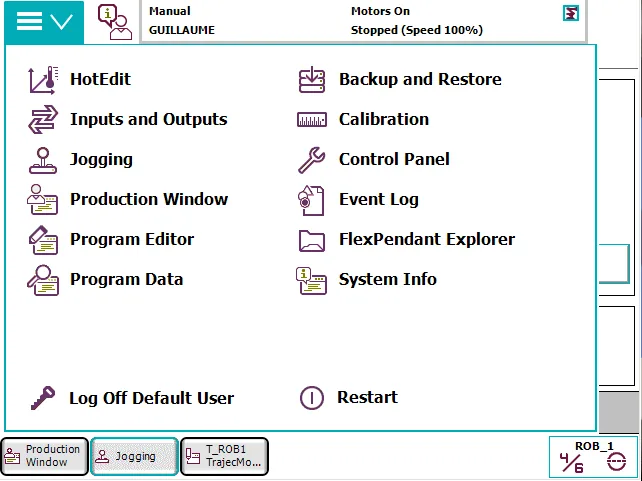 Manual
Motors On
GUILLAUME
Stopped (Speed 100%)
HotEdit
Backup and Restore
Inputs and Outputs
Calibration
Jogging
Control Panel
Production Window
Event Log
Program Editor
FlexPendant Explorer
Program Data
System Info
Log Off Default User
Restart
Production
Window
Jogging
T_ROB1
TrajecMo...
ROB_1
4/6